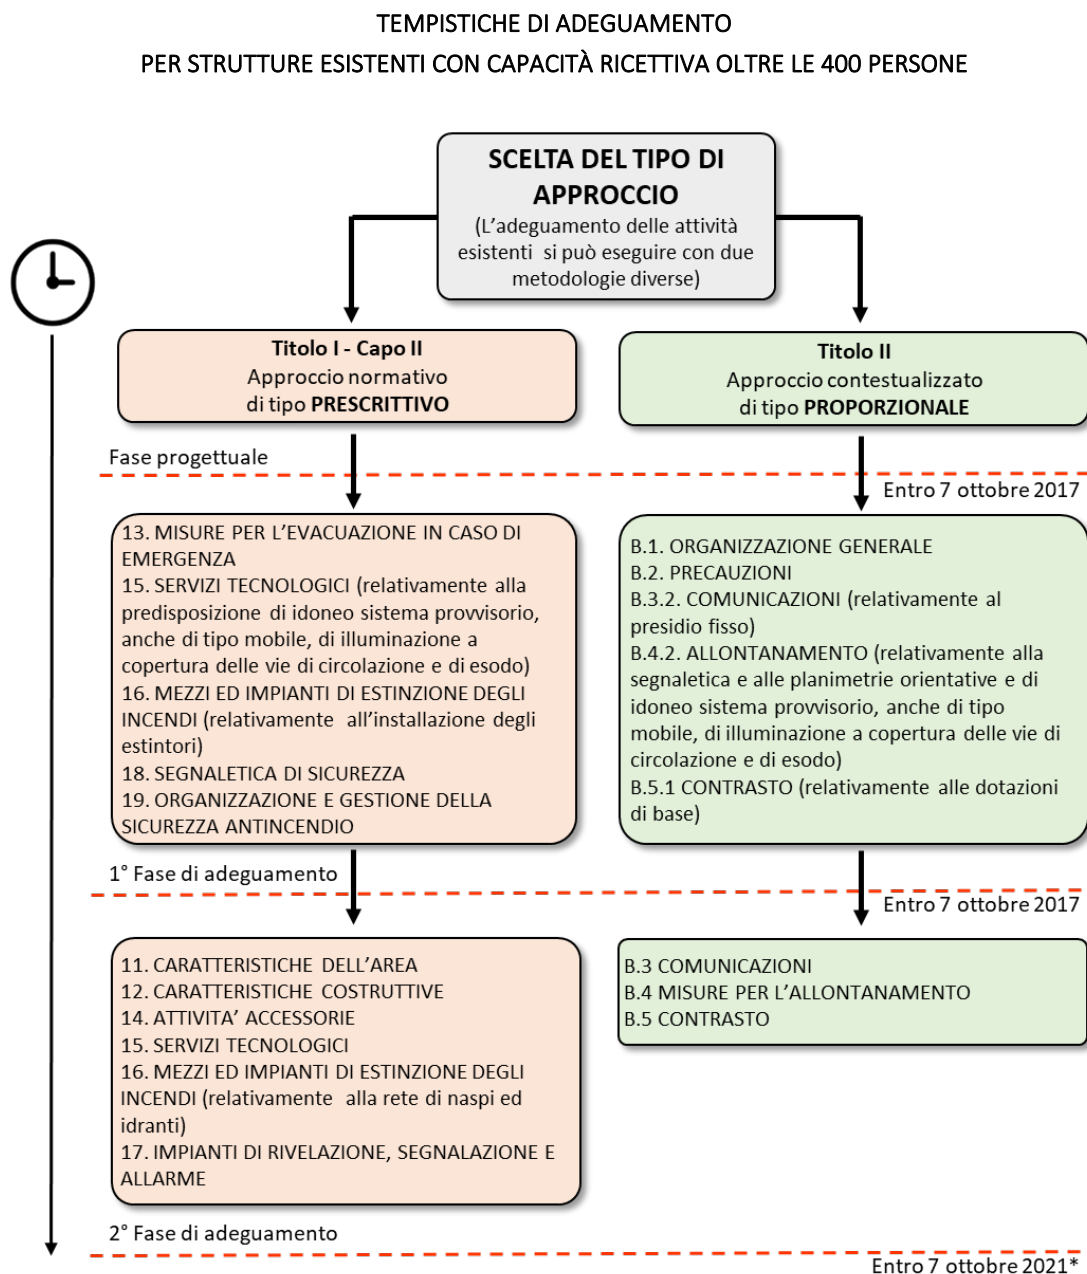 TEMPISTICHE DI ADEGUAMENTO
PER STRUTTURE ESISTENTI CON CAPACITÀ RICETTIVA OLTRE LE 400 PERSONE
SCELTA DEL TIPO DI
APPROCCIO
(L’adeguamento delle attività
esistenti si può eseguire con due
metodologie diverse)
Titolo I - Capo II
Approccio normativo
di tipo PRESCRITTIVO
Titolo II
Approccio contestualizzato
di tipo PROPORZIONALE
Fase progettuale
Entro 7 ottobre 2017
13. MISURE PER L’EVACUAZIONE IN CASO DI
EMERGENZA
15. SERVIZI TECNOLOGICI (relativamente alla
predisposizione di idoneo sistema provvisorio,
anche di tipo mobile, di illuminazione a
copertura delle vie di circolazione e di esodo)
16. MEZZI ED IMPIANTI DI ESTINZIONE DEGLI
INCENDI (relativamente all’installazione degli
estintori)
18. SEGNALETICA DI SICUREZZA
19. ORGANIZZAZIONE E GESTIONE DELLA
SICUREZZA ANTINCENDIO
B.1. ORGANIZZAZIONE GENERALE
B.2. PRECAUZIONI
B.3.2. COMUNICAZIONI (relativamente al
presidio fisso)
B.4.2. ALLONTANAMENTO (relativamente alla
segnaletica e alle planimetrie orientative e di
idoneo sistema provvisorio, anche di tipo
mobile, di illuminazione a copertura delle vie di
circolazione e di esodo)
B.5.1 CONTRASTO (relativamente alle dotazioni
di base)
1° Fase di adeguamento
Entro 7 ottobre 2017
11. CARATTERISTICHE DELL’AREA
12. CARATTERISTICHE COSTRUTTIVE
14. ATTIVITA’ ACCESSORIE
15. SERVIZI TECNOLOGICI
16. MEZZI ED IMPIANTI DI ESTINZIONE DEGLI
INCENDI (relativamente alla rete di naspi ed
idranti)
17. IMPIANTI DI RIVELAZIONE, SEGNALAZIONE E
ALLARME
B.3 COMUNICAZIONI
B.4 MISURE PER L’ALLONTANAMENTO
B.5 CONTRASTO
2° Fase di adeguamento
Entro 7 ottobre 2021*